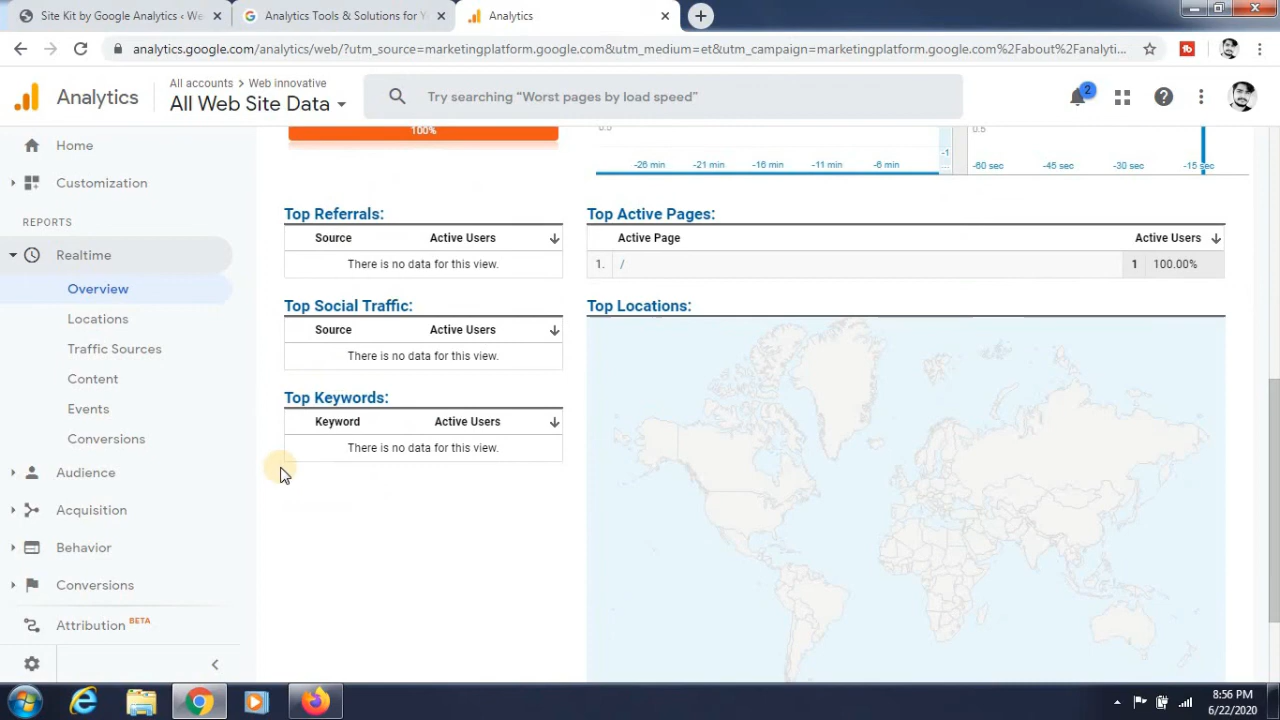 Site Kit by Google Analytics ‹ We
Analytics Tools & Solutions for Y
Analytics
analytics.google.com/analytics/web/?utm_source=marketingplatform.google.com&utm_medium=et&utm_campaign=marketingplatform.google.com%2Fabout%2Fanalyti...
Analytics
All accounts > Web innovative
All Web Site Data
Try searching “Worst pages by load speed”
2
Home
Customization
REPORTS
Realtime
Overview
Locations
Traffic Sources
Content
Events
Conversions
Audience
Acquisition
Behavior
Conversions
Attribution BETA
100%
0.5
-1
-26 min -21 min -16 min -11 min -6 min
0.5
-60 sec -45 sec -30 sec -15 sec
Top Referrals:
Source Active Users
There is no data for this view.
Top Social Traffic:
Source Active Users
There is no data for this view.
Top Keywords:
Keyword Active Users
There is no data for this view.
Top Active Pages:
Active Page Active Users
1. / 1 100.00%
Top Locations:
8:56 PM
6/22/2020